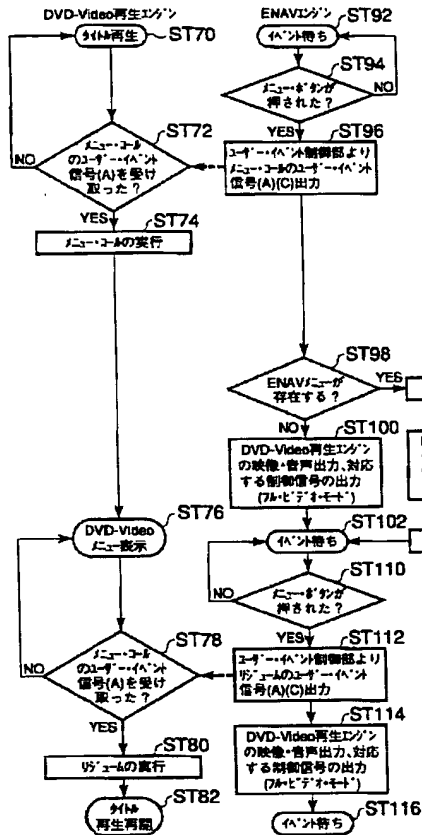 DVD-Video再生エンジン
タイトル再生
ST70
メニュー・コール
のユーザー・イベント
信号(A)を受け
取った？
ST72
NO
YES
ST74
メニュー・コールの実行
ST76
DVD-Video
メニュー表示
ST78
メニュー・コール
のユーザー・イベント
信号(A)を受け
取った？
NO
YES
ST80
リジュームの実行
ST82
タイトル
再生再開
ENAVエンジン
ST92
イベント待ち
ST94
メニュー・ボタンが
押された？
NO
YES
ST96
ユーザー・イベント制御部より
メニュー・コールのユーザー・イベント
信号(A)(C)出力
ST98
ENAVメニューが
存在する？
YES
NO
ST100
DVD-Video再生エンジン
の映像・音声出力、対応
する制御信号の出力
(フル・ビデオ・モード)
ST102
イベント待ち
ST110
メニュー・ボタンが
押された？
NO
YES
ST112
ユーザー・イベント制御部より
リジュームのユーザー・イベント
信号(A)(C)出力
ST114
DVD-Video再生エンジン
の映像・音声出力、対応
する制御信号の出力
(フル・ビデオ・モード)
ST116
イベント待ち